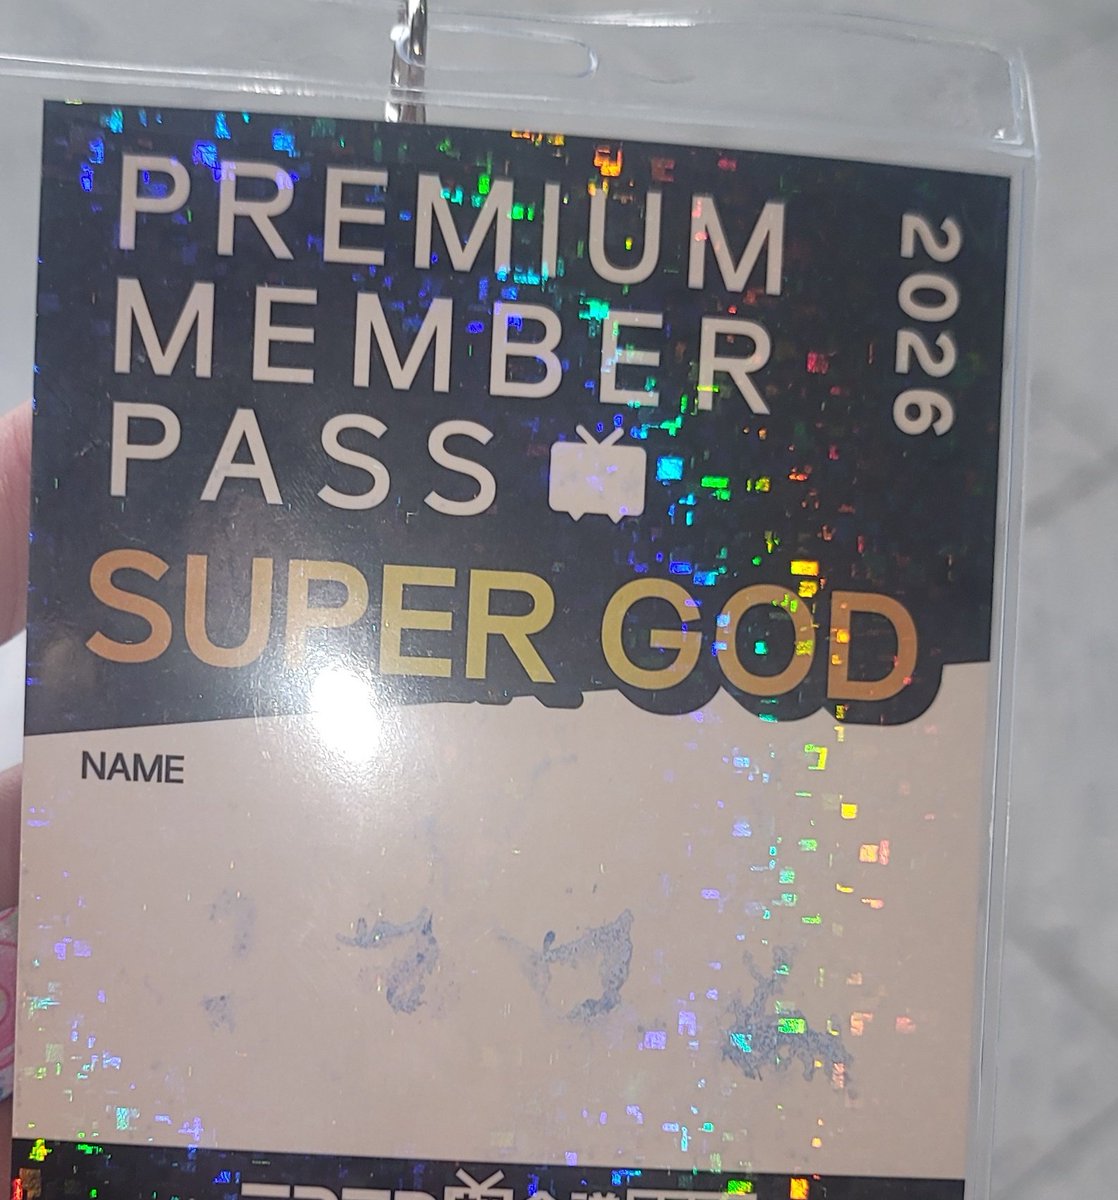 PREMIUM
MEMBER
PASS
2026
SUPER GOD
NAME